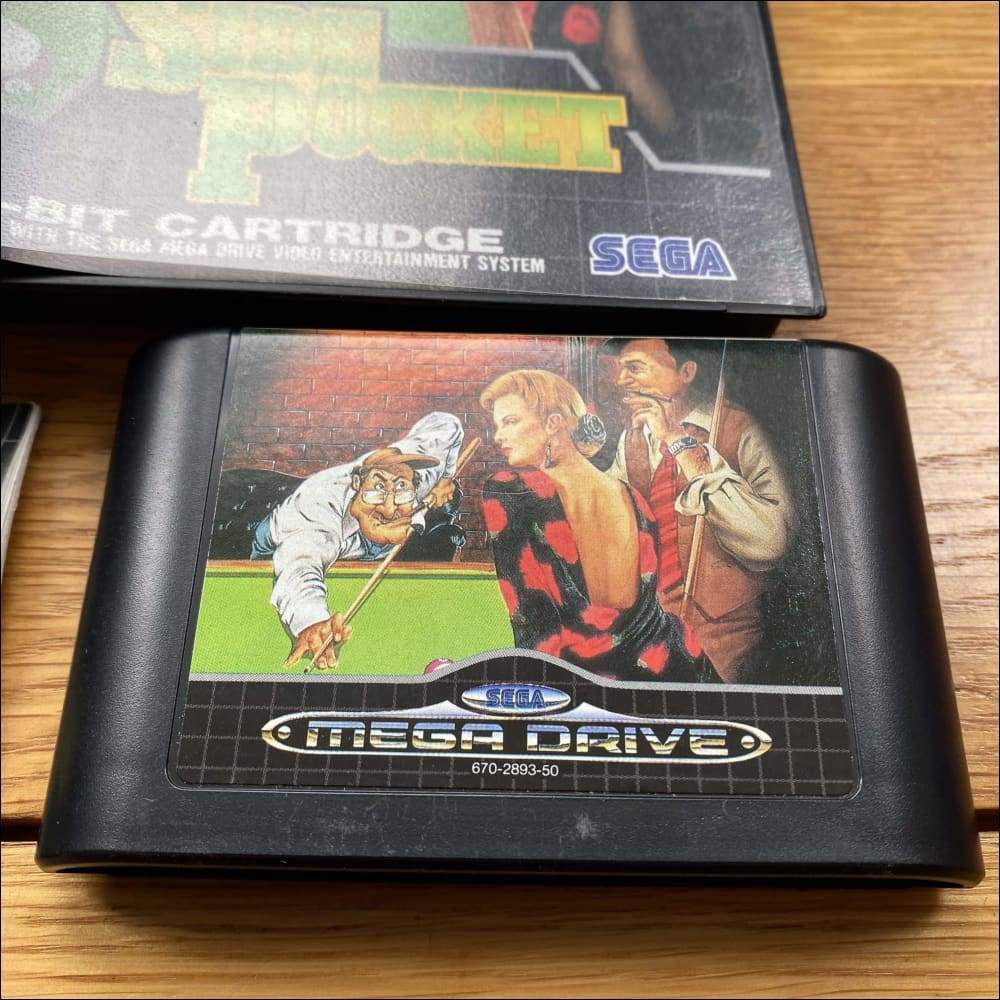 SIDE
POCKET
-BIT CARTRIDGE
WITH THE SEGA MEGA DRIVE VIDEO ENTERTAINMENT SYSTEM
SEGA
SEGA
MEGA DRIVE
670-2893-50